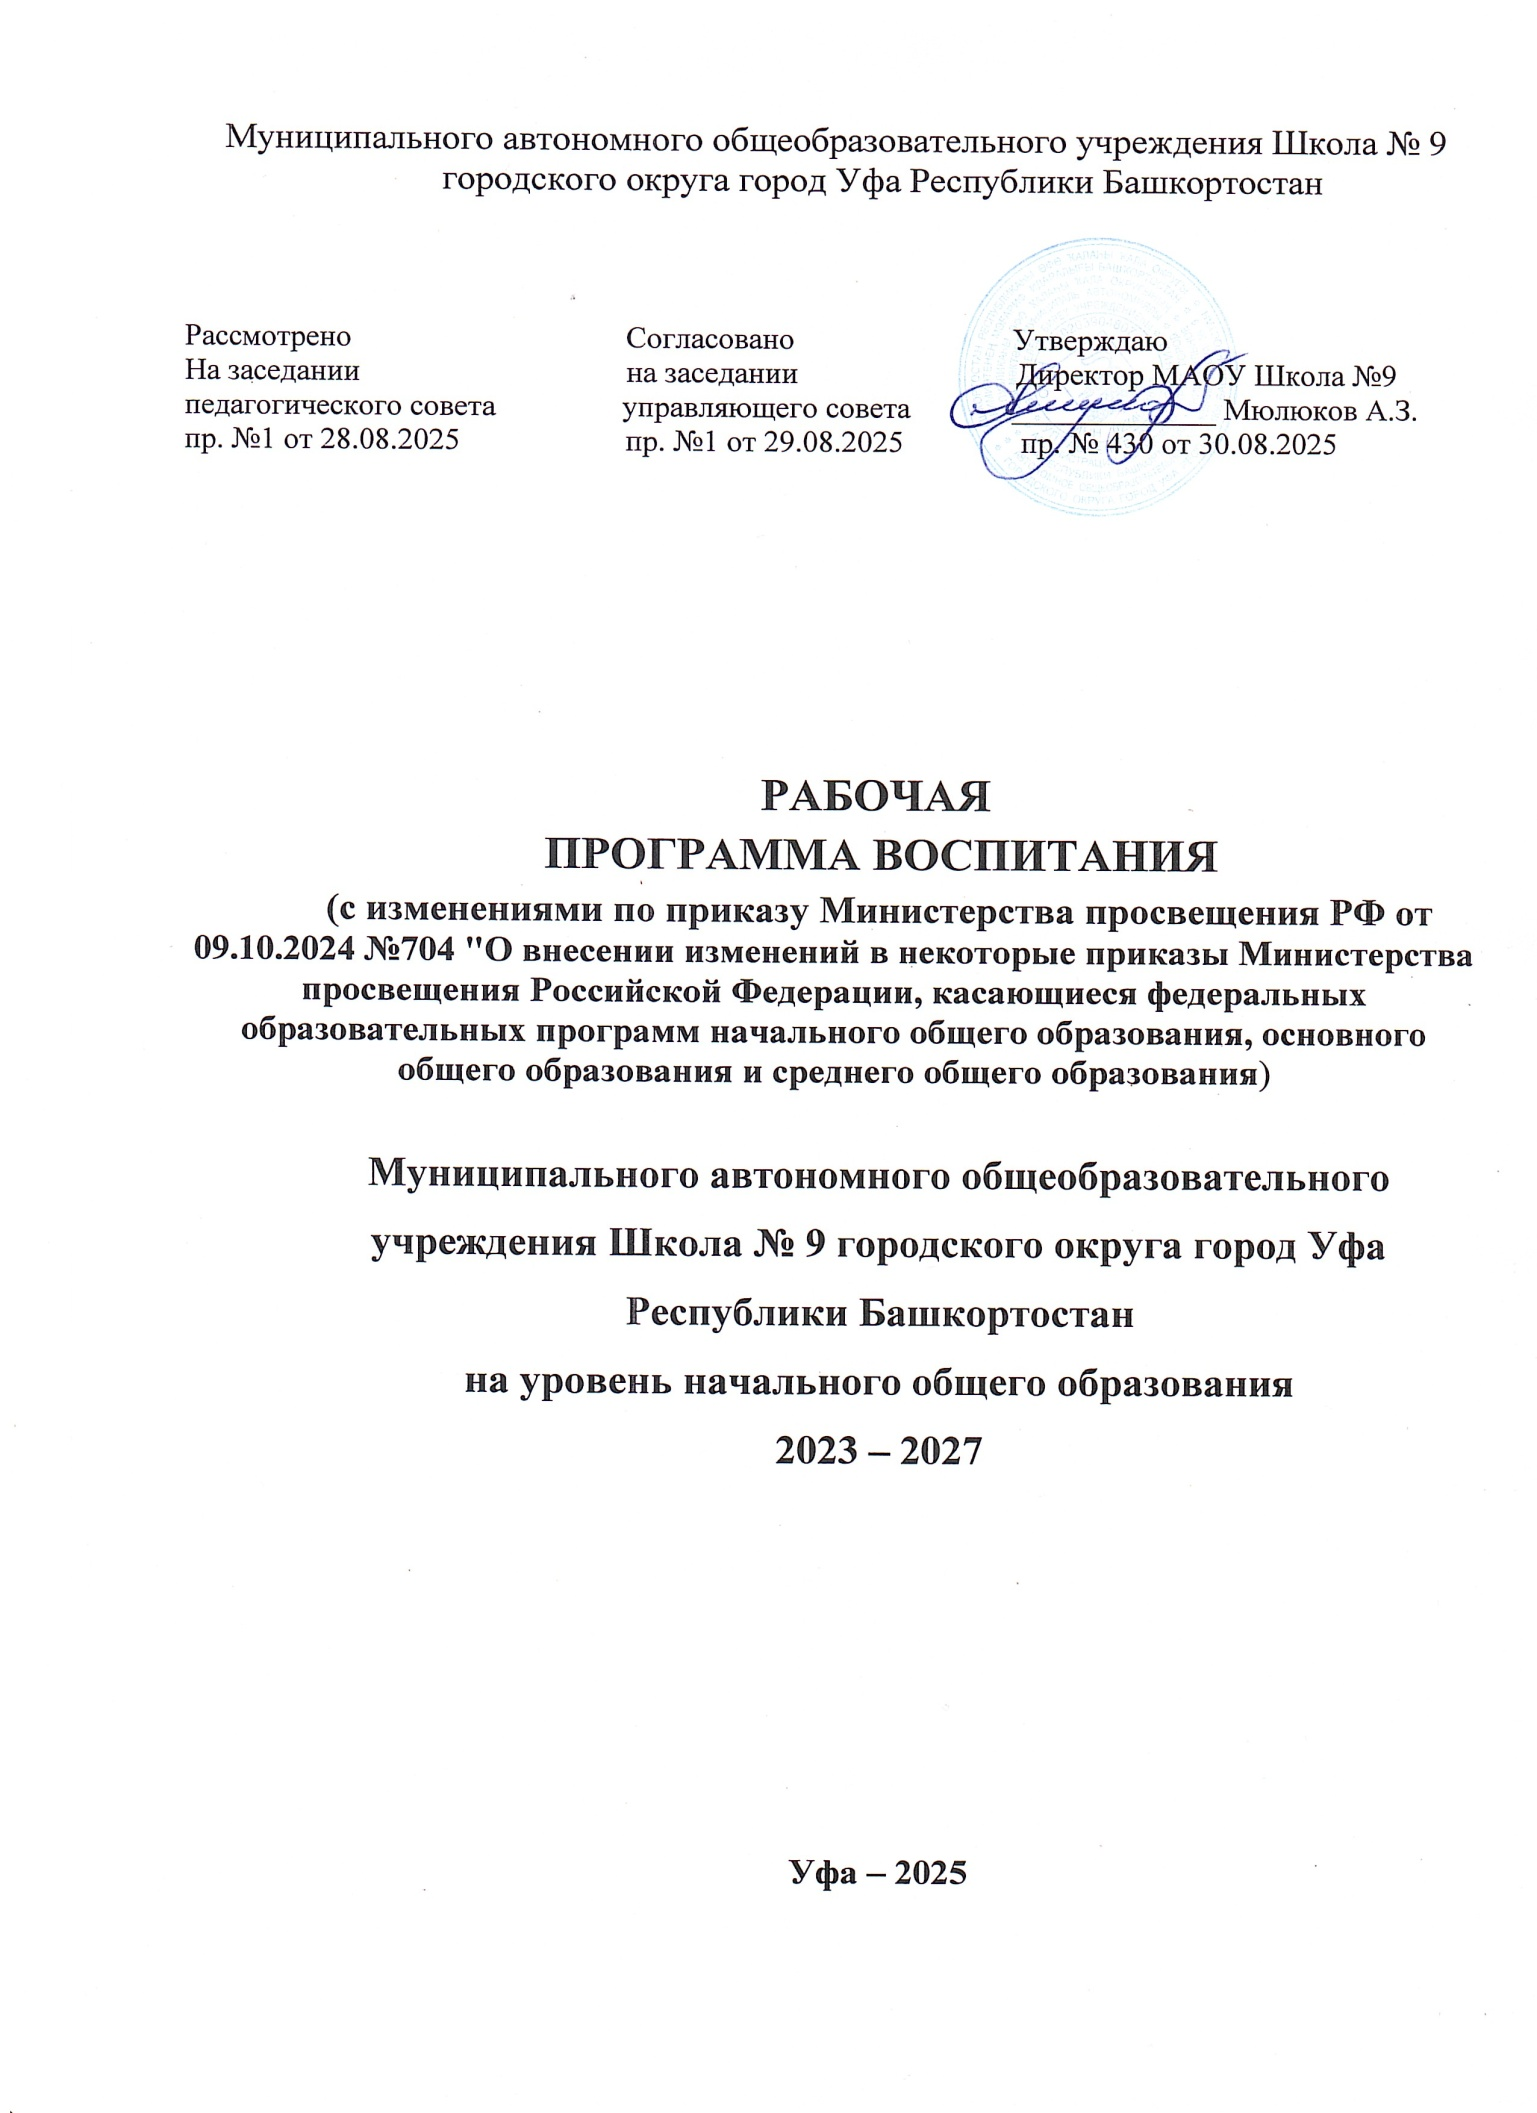 Муниципального автономного общеобразовательного учреждения Школа № 9
городского округа город Уфа Республики Башкортостан
Рассмотрено
На заседании
педагогического совета
пр. №1 от 28.08.2025
Согласовано
на заседании
управляющего совета
пр. №1 от 29.08.2025
Утверждаю
Директор МАОУ Школа №9
Мюлюков А.З.
пр. № 430 от 30.08.2025
РАБОЧАЯ
ПРОГРАММА ВОСПИТАНИЯ
(с изменениями по приказу Министерства просвещения РФ от
09.10.2024 №704 "О внесении изменений в некоторые приказы Министерства
просвещения Российской Федерации, касающиеся федеральных
образовательных программ начального общего образования, основного
общего образования и среднего общего образования)
Муниципального автономного общеобразовательного
учреждения Школа № 9 городского округа город Уфа
Республики Башкортостан
на уровень начального общего образования
2023 – 2027
Уфа – 2025